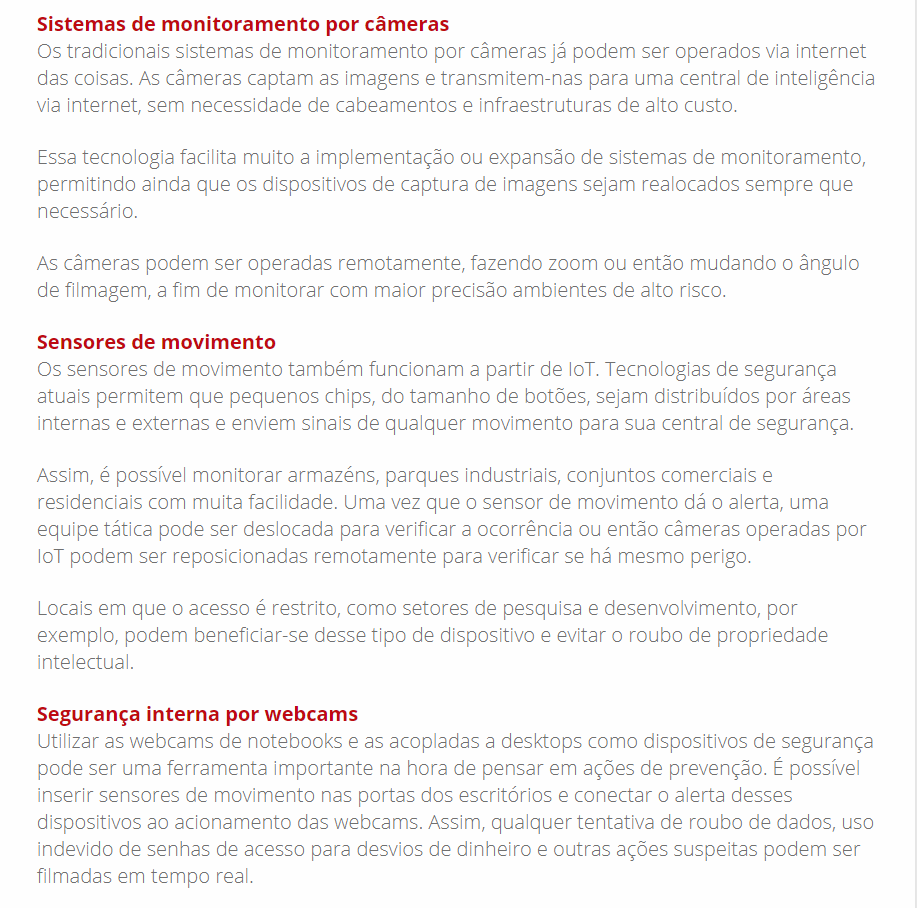 Sistemas de monitoramento por câmeras
Os tradicionais sistemas de monitoramento por câmeras já podem ser operados via internet
das coisas. As câmeras captam as imagens e transmitem-nas para uma central de inteligência
via internet, sem necessidade de cabeamentos e infraestruturas de alto custo.
Essa tecnologia facilita muito a implementação ou expansão de sistemas de monitoramento,
permitindo ainda que os dispositivos de captura de imagens sejam realocados sempre que
necessário.
As câmeras podem ser operadas remotamente, fazendo zoom ou então mudando o ângulo
de filmagem, a fim de monitorar com maior precisão ambientes de alto risco.
Sensores de movimento
Os sensores de movimento também funcionam a partir de IoT. Tecnologias de segurança
atuais permitem que pequenos chips, do tamanho de botões, sejam distribuídos por áreas
internas e externas e enviem sinais de qualquer movimento para sua central de segurança.
Assim, é possível monitorar armazéns, parques industriais, conjuntos comerciais e
residenciais com muita facilidade. Uma vez que o sensor de movimento dá o alerta, uma
equipe tática pode ser deslocada para verificar a ocorrência ou então câmeras operadas por
IoT podem ser reposicionadas remotamente para verificar se há mesmo perigo.
Locais em que o acesso é restrito, como setores de pesquisa e desenvolvimento, por
exemplo, podem beneficiar-se desse tipo de dispositivo e evitar o roubo de propriedade
intelectual.
Segurança interna por webcams
Utilizar as webcams de notebooks e as acopladas a desktops como dispositivos de segurança
pode ser uma ferramenta importante na hora de pensar em ações de prevenção. É possível
inserir sensores de movimento nas portas dos escritórios e conectar o alerta desses
dispositivos ao acionamento das webcams. Assim, qualquer tentativa de roubo de dados, uso
indevido de senhas de acesso para desvios de dinheiro e outras ações suspeitas podem ser
filmadas em tempo real.